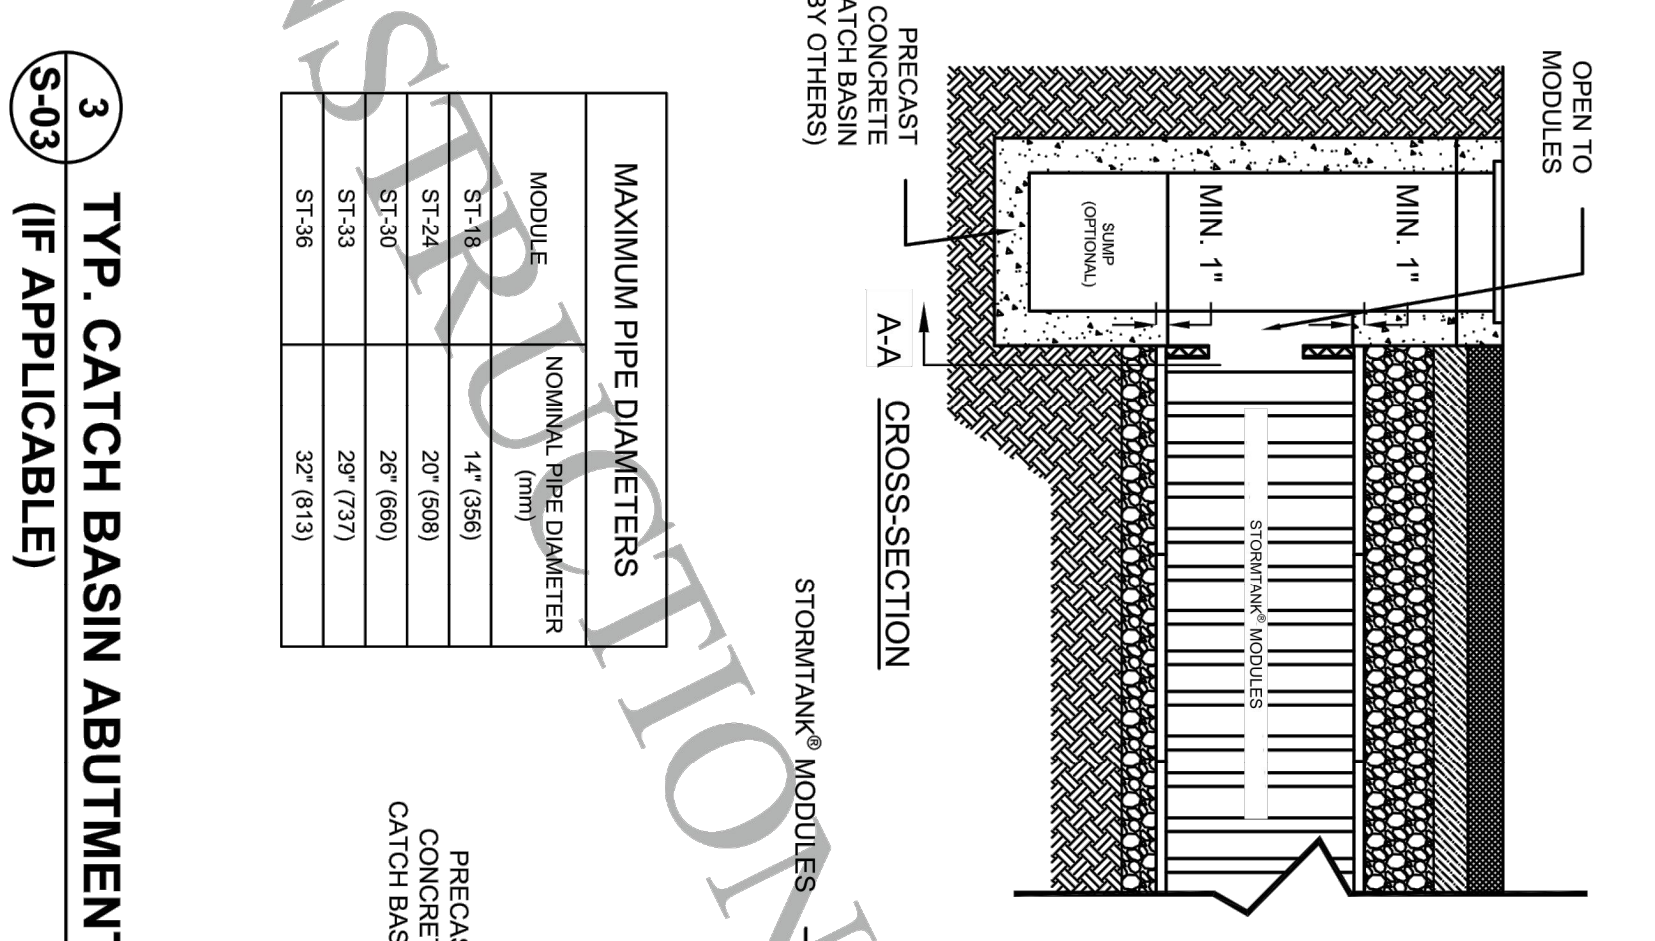 OPEN TO
MODULES
MIN. 1"
MIN. 1"
SUMP
(OPTIONAL)
STORMTANK® MODULES
PRECAST
CONCRETE
ATCH BASIN
BY OTHERS)
A-A
CROSS-SECTION
STORMTANK® MODULES
MAXIMUM PIPE DIAMETERS
MODULE
NOMINAL PIPE DIAMETER
(mm)
ST-18 14" (356)
ST-24 20" (508)
ST-30 26" (660)
ST-33 29" (737)
ST-36 32" (813)
PRECAS
CONCRET
CATCH BAS
NSTRUCTION
3
S-03
TYP. CATCH BASIN ABUTMENT
(IF APPLICABLE)